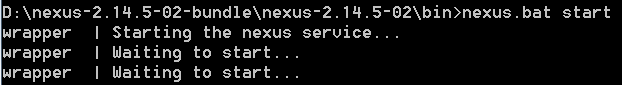 D:\nexus-2.14.5-02-bundle\nexus-2.14.5-02\bin>nexus.bat start
wrapper  | Starting the nexus service...
wrapper  | Waiting to start...
wrapper  | Waiting to start...